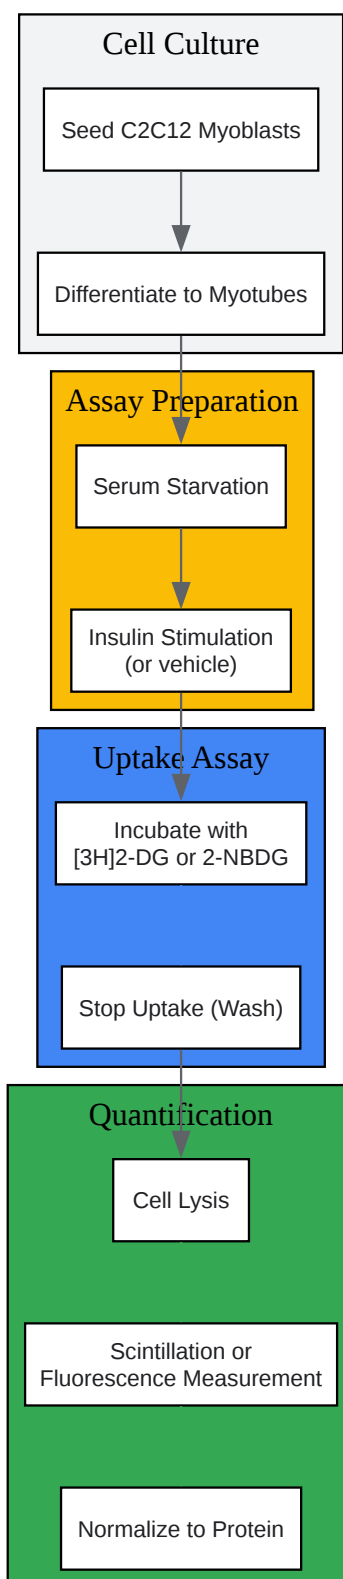 Cell Culture
Seed C2C12 Myoblasts
Differentiate to Myotubes
Assay Preparation
Serum Starvation
Insulin Stimulation
(or vehicle)
Uptake Assay
Incubate with
[3H]2-DG or 2-NBDG
Stop Uptake (Wash)
Quantification
Cell Lysis
Scintillation or
Fluorescence Measurement
Normalize to Protein